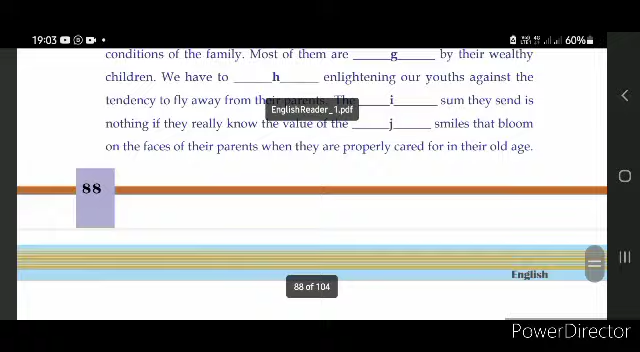 19:03 60%
conditions of the family. Most of them are ______g______ by their wealthy
children. We have to ______h______ enlightening our youths against the
tendency to fly away from their parents. The ______i______ sum they send is
EnglishReader_1.pdf
nothing if they really know the value of the ______j______ smiles that bloom
on the faces of their parents when they are properly cared for in their old age.
88
English
88 of 104
PowerDirector